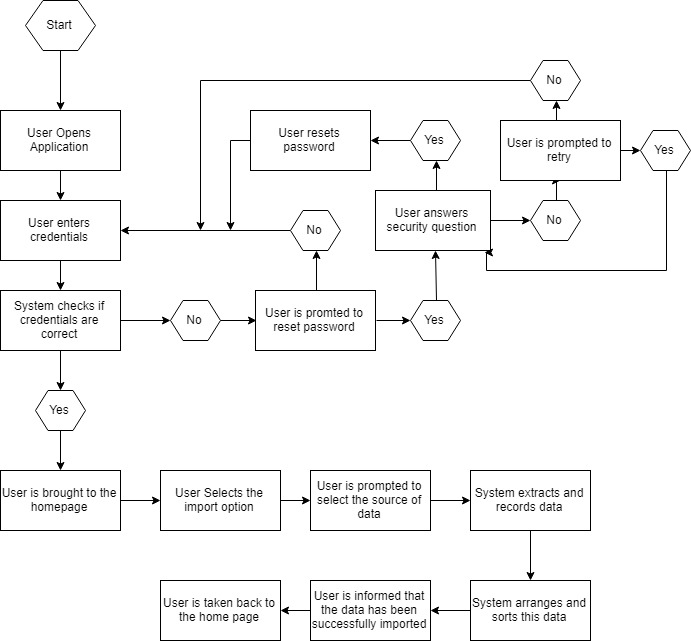 Start
No
User Opens
Application
User resets
password
Yes
User is prompted to
retry
Yes
User enters
credentials
No
User answers
security question
No
System checks if
credentials are
correct
No
User is promted to
reset password
Yes
Yes
User is brought to the
homepage
User Selects the
import option
User is prompted to
select the source of
data
System extracts and
records data
User is taken back to
the home page
User is informed that
the data has been
successfully imported
System arranges and
sorts this data